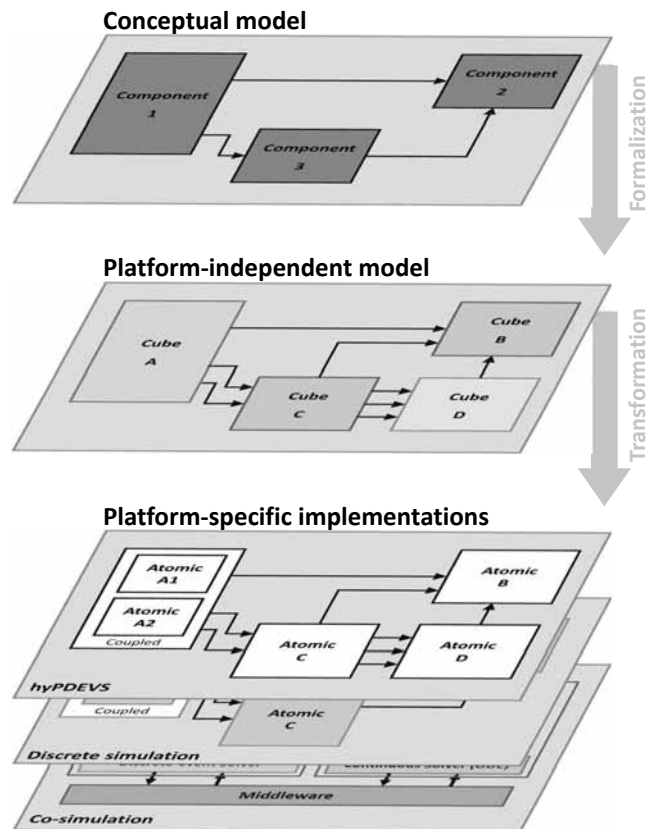 Conceptual model
Component
1
Component
2
Component
3
Formalization
Platform-independent model
Cube
A
Cube
B
Cube
C
Cube
D
Transformation
Platform-specific implementations
Atomic
A1
Atomic
A2
Coupled
Atomic
B
Atomic
C
Atomic
D
hyPDEVS
Coupled
Atomic
C
Discrete simulation
Middleware
Co-simulation